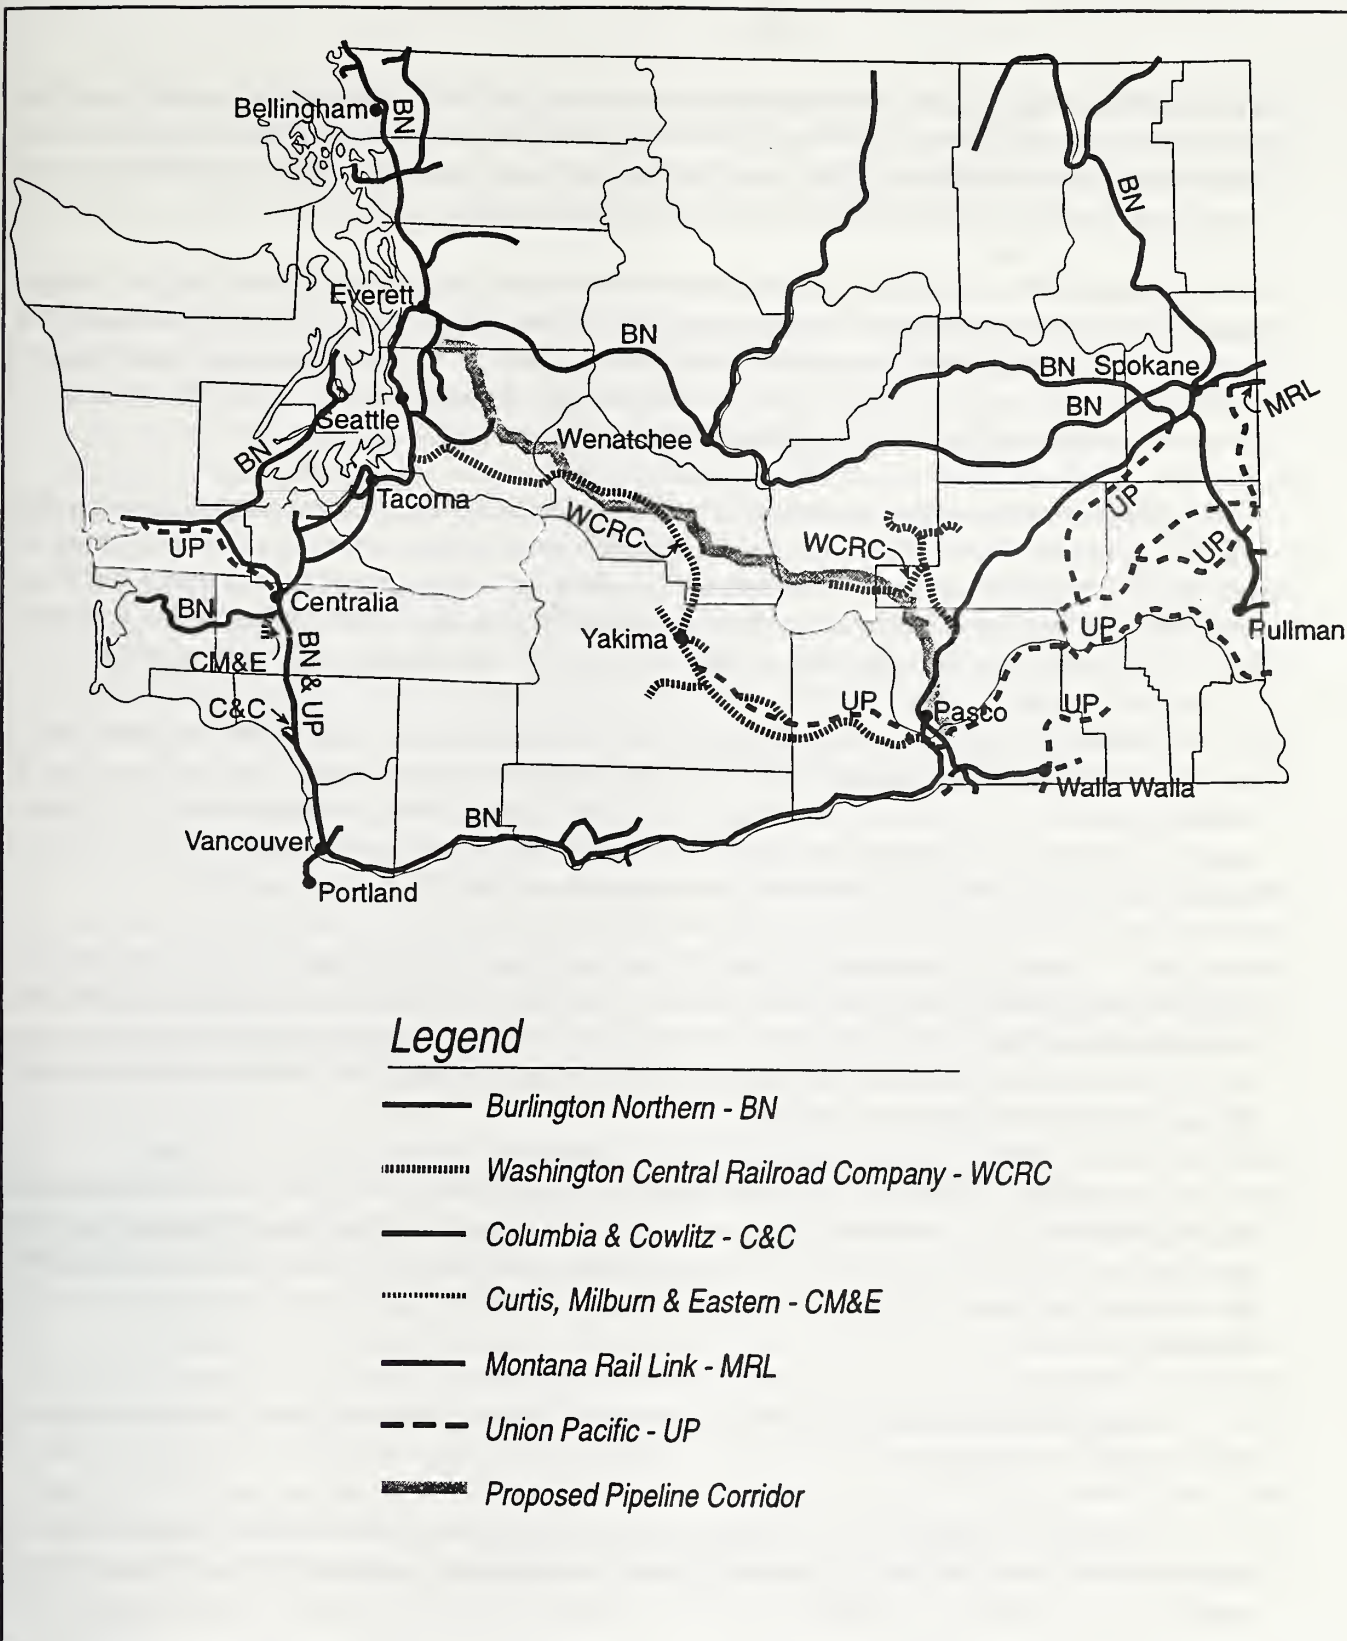 Bellingham
BN
BN
Everett
BN
BN
Spokane
BN
MRL
Seattle
Wenatchee
BN
Tacoma
UP
WCRC
WCRC
UP
UP
Centralia
BN
Yakima
UP
Pullman
CM&E
BN & UP
C&C
UP
Pasco
UP
Walla Walla
BN
Vancouver
Portland
Legend
Burlington Northern - BN
Washington Central Railroad Company - WCRC
Columbia & Cowlitz - C&C
Curtis, Milburn & Eastern - CM&E
Montana Rail Link - MRL
Union Pacific - UP
Proposed Pipeline Corridor